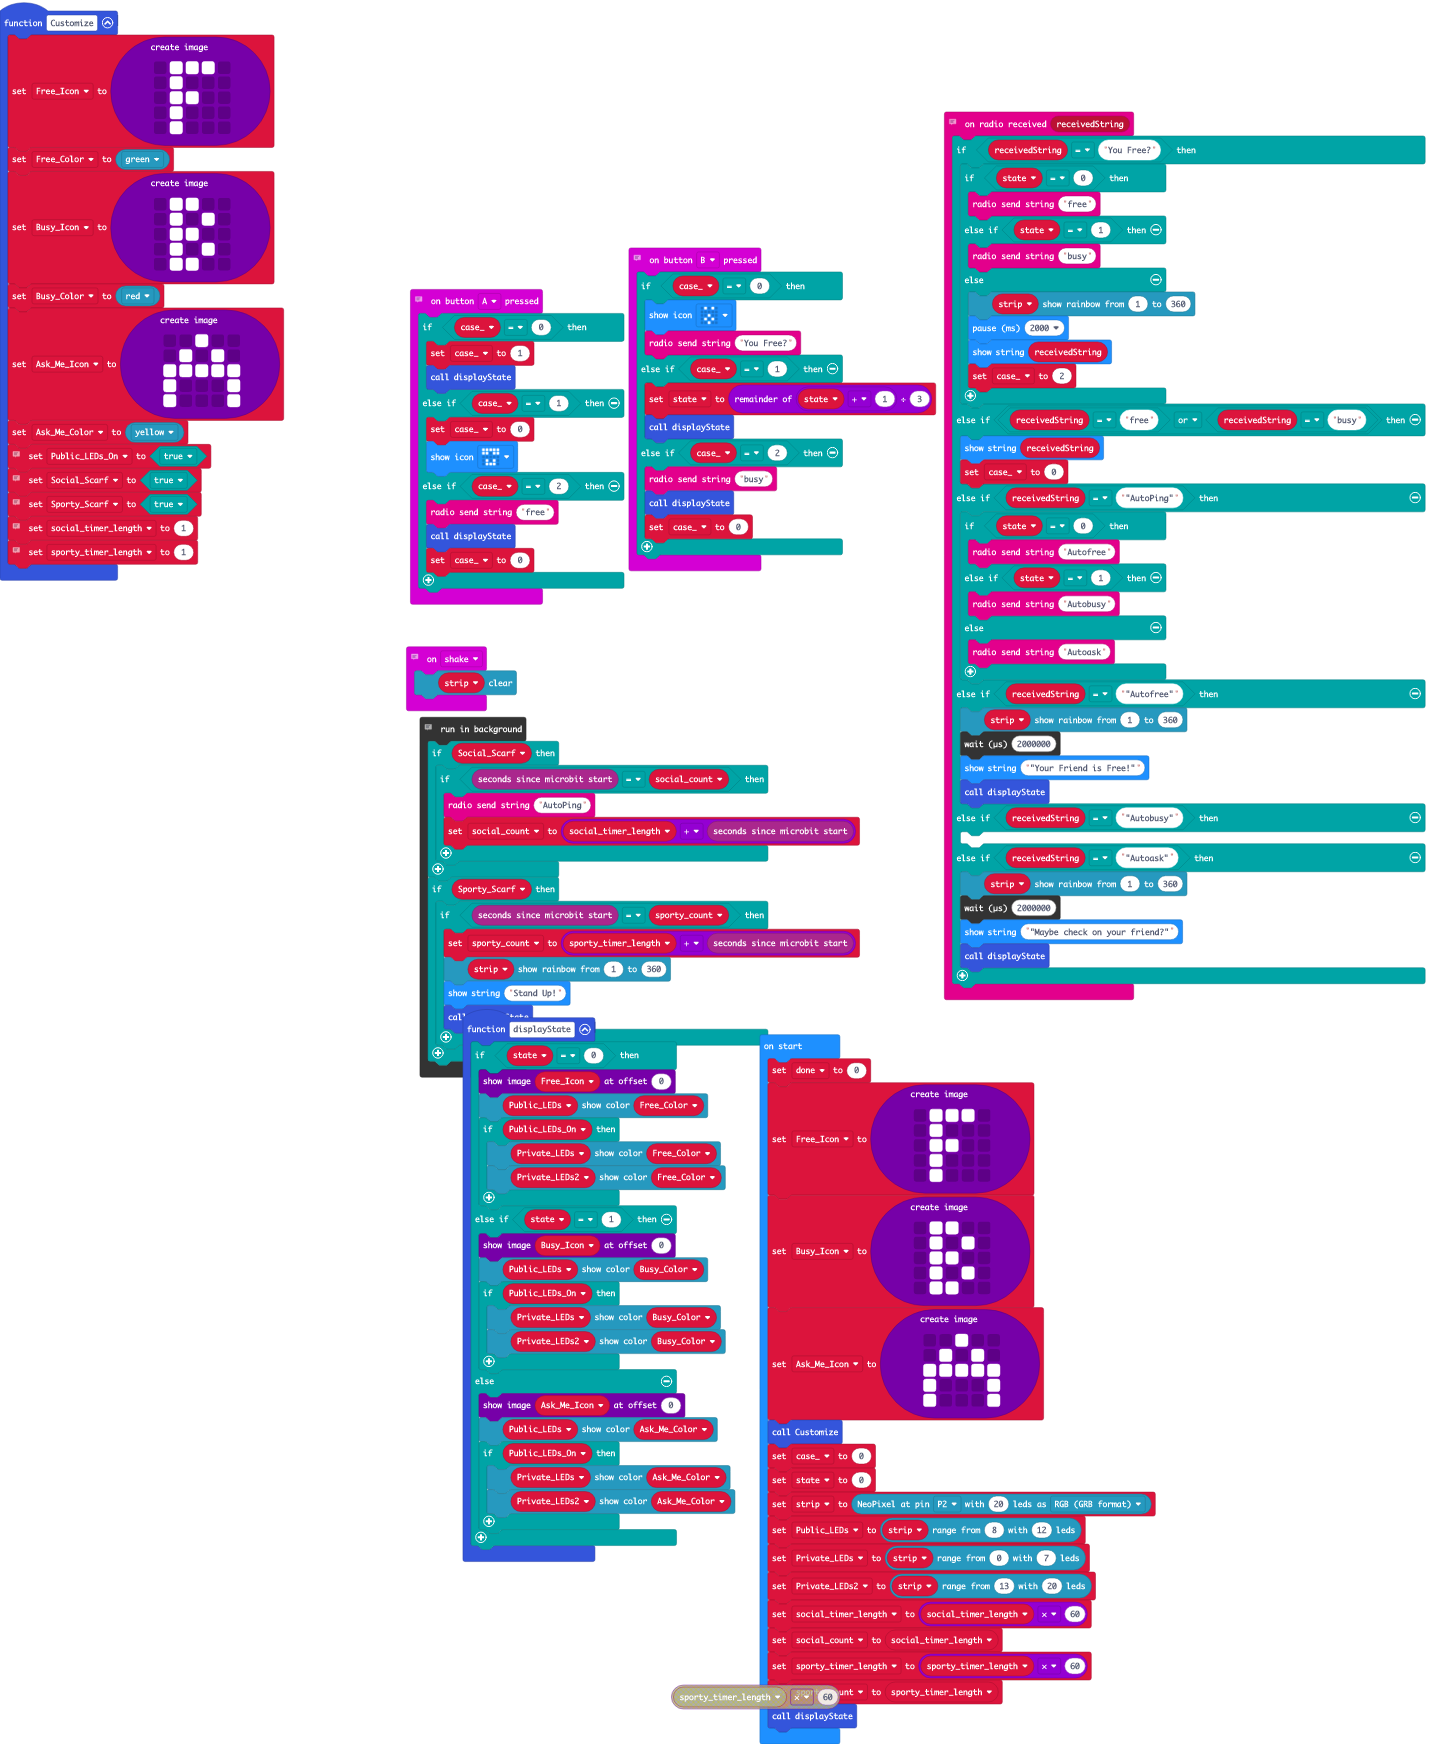 function Customize
create image
set Free_Icon to
set Free_Color to green
create image
set Busy_Icon to
set Busy_Color to red
create image
set Ask_Me_Icon to
set Ask_Me_Color to yellow
set Public_LEDs_On to true
set Social_Scarf to true
set Sporty_Scarf to true
set social_timer_length to 1
set sporty_timer_length to 1
on button A pressed
if case_ = 0 then
set case_ to 1
call displayState
else if case_ = 1 then
set case_ to 0
show icon
else if case_ = 2 then
radio send string "free"
call displayState
set case_ to 0
on button B pressed
if case_ = 0 then
show icon
radio send string "You Free?"
else if case_ = 1 then
set state to remainder of state + 1 ÷ 3
call displayState
else if case_ = 2 then
radio send string "busy"
call displayState
set case_ to 0
on shake
strip clear
run in background
if Social_Scarf then
if seconds since microbit start = social_count then
radio send string "AutoPing"
set social_count to social_timer_length + seconds since microbit start
if Sporty_Scarf then
if seconds since microbit start = sporty_count then
set sporty_count to sporty_timer_length + seconds since microbit start
strip show rainbow from 1 to 360
show string "Stand Up!"
function displayState
if state = 0 then
show image Free_Icon at offset 0
Public_LEDs show color Free_Color
if Public_LEDs_On then
Private_LEDs show color Free_Color
Private_LEDs2 show color Free_Color
else if state = 1 then
show image Busy_Icon at offset 0
Public_LEDs show color Busy_Color
if Public_LEDs_On then
Private_LEDs show color Busy_Color
Private_LEDs2 show color Busy_Color
else
show image Ask_Me_Icon at offset 0
Public_LEDs show color Ask_Me_Color
if Public_LEDs_On then
Private_LEDs show color Ask_Me_Color
Private_LEDs2 show color Ask_Me_Color
on radio received receivedString
if receivedString = "You Free?" then
if state = 0 then
radio send string "free"
else if state = 1 then
radio send string "busy"
else
strip show rainbow from 1 to 360
pause (ms) 2000
show string receivedString
set case_ to 2
else if receivedString = "free" or receivedString = "busy" then
show string receivedString
set case_ to 0
else if receivedString = ""AutoPing"" then
if state = 0 then
radio send string "Autofree"
else if state = 1 then
radio send string "Autobusy"
else
radio send string "Autoask"
else if receivedString = ""Autofree"" then
strip show rainbow from 1 to 360
wait (µs) 2000000
show string ""Your Friend is Free!""
call displayState
else if receivedString = ""Autobusy"" then
else if receivedString = ""Autoask"" then
strip show rainbow from 1 to 360
wait (µs) 2000000
show string ""Maybe check on your friend?""
call displayState
on start
set done to 0
create image
set Free_Icon to
create image
set Busy_Icon to
create image
set Ask_Me_Icon to
call Customize
set case_ to 0
set state to 0
set strip to NeoPixel at pin P2 with 20 leds as RGB (GRB format)
set Public_LEDs to strip range from 8 with 12 leds
set Private_LEDs to strip range from 0 with 7 leds
set Private_LEDs2 to strip range from 13 with 20 leds
set social_timer_length to social_timer_length × 60
set social_count to social_timer_length
set sporty_timer_length to sporty_timer_length × 60
to sporty_timer_length
sporty_timer_length × 60
call displayState